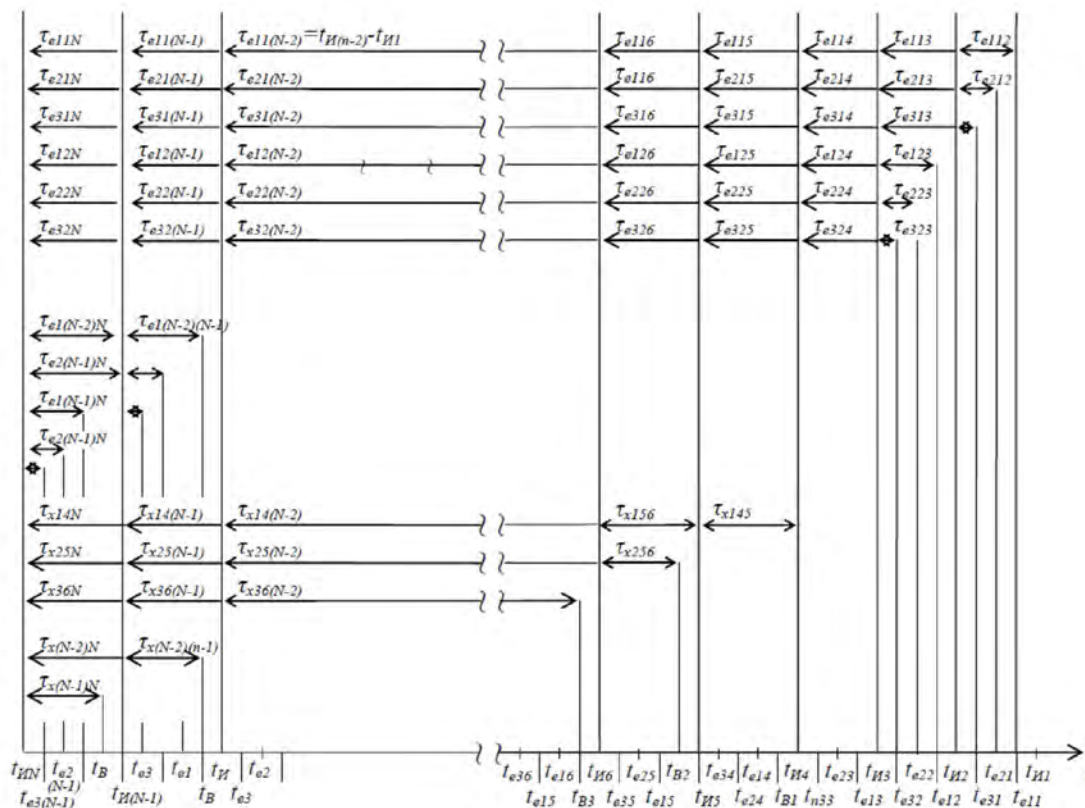 τe11N τe11(N-1) τe11(N-2)=tИ(n-2)-tИ1 τe116 τe115 τe114 τe113 τe112
τe21N τe21(N-1) τe21(N-2) τe116 τe215 τe214 τe213 τe212
τe31N τe31(N-1) τe31(N-2) τe316 τe315 τe314 τe313
τe12N τe12(N-1) τe12(N-2) τe126 τe125 τe124 τe123
τe22N τe22(N-1) τe22(N-2) τe226 τe225 τe224 τe223
τe32N τe32(N-1) τe32(N-2) τe326 τe325 τe324 τe323
τe1(N-2)N τe1(N-2)(N-1)
τe2(N-1)N
τe1(N-1)N
τe2(N-1)N
τx14N τx14(N-1) τx14(N-2) τx156 τx145
τx25N τx25(N-1) τx25(N-2) τx256
τx36N τx36(N-1) τx36(N-2)
τx(N-2)N τx(N-2)(n-1)
τx(N-1)N
tИN te2 tB te3 te1 tИ te2 te36 te16 tИ6 te25 tB2 te34 te14 tИ4 te23 tИ3 te22 tИ2 te21 tИ1
(N-1)
te3(N-1) tИ(N-1) tB te3 te15 tB3 te35 te15 tИ5 te24 tB1 tn33 te13 te32 te12 te31 te11